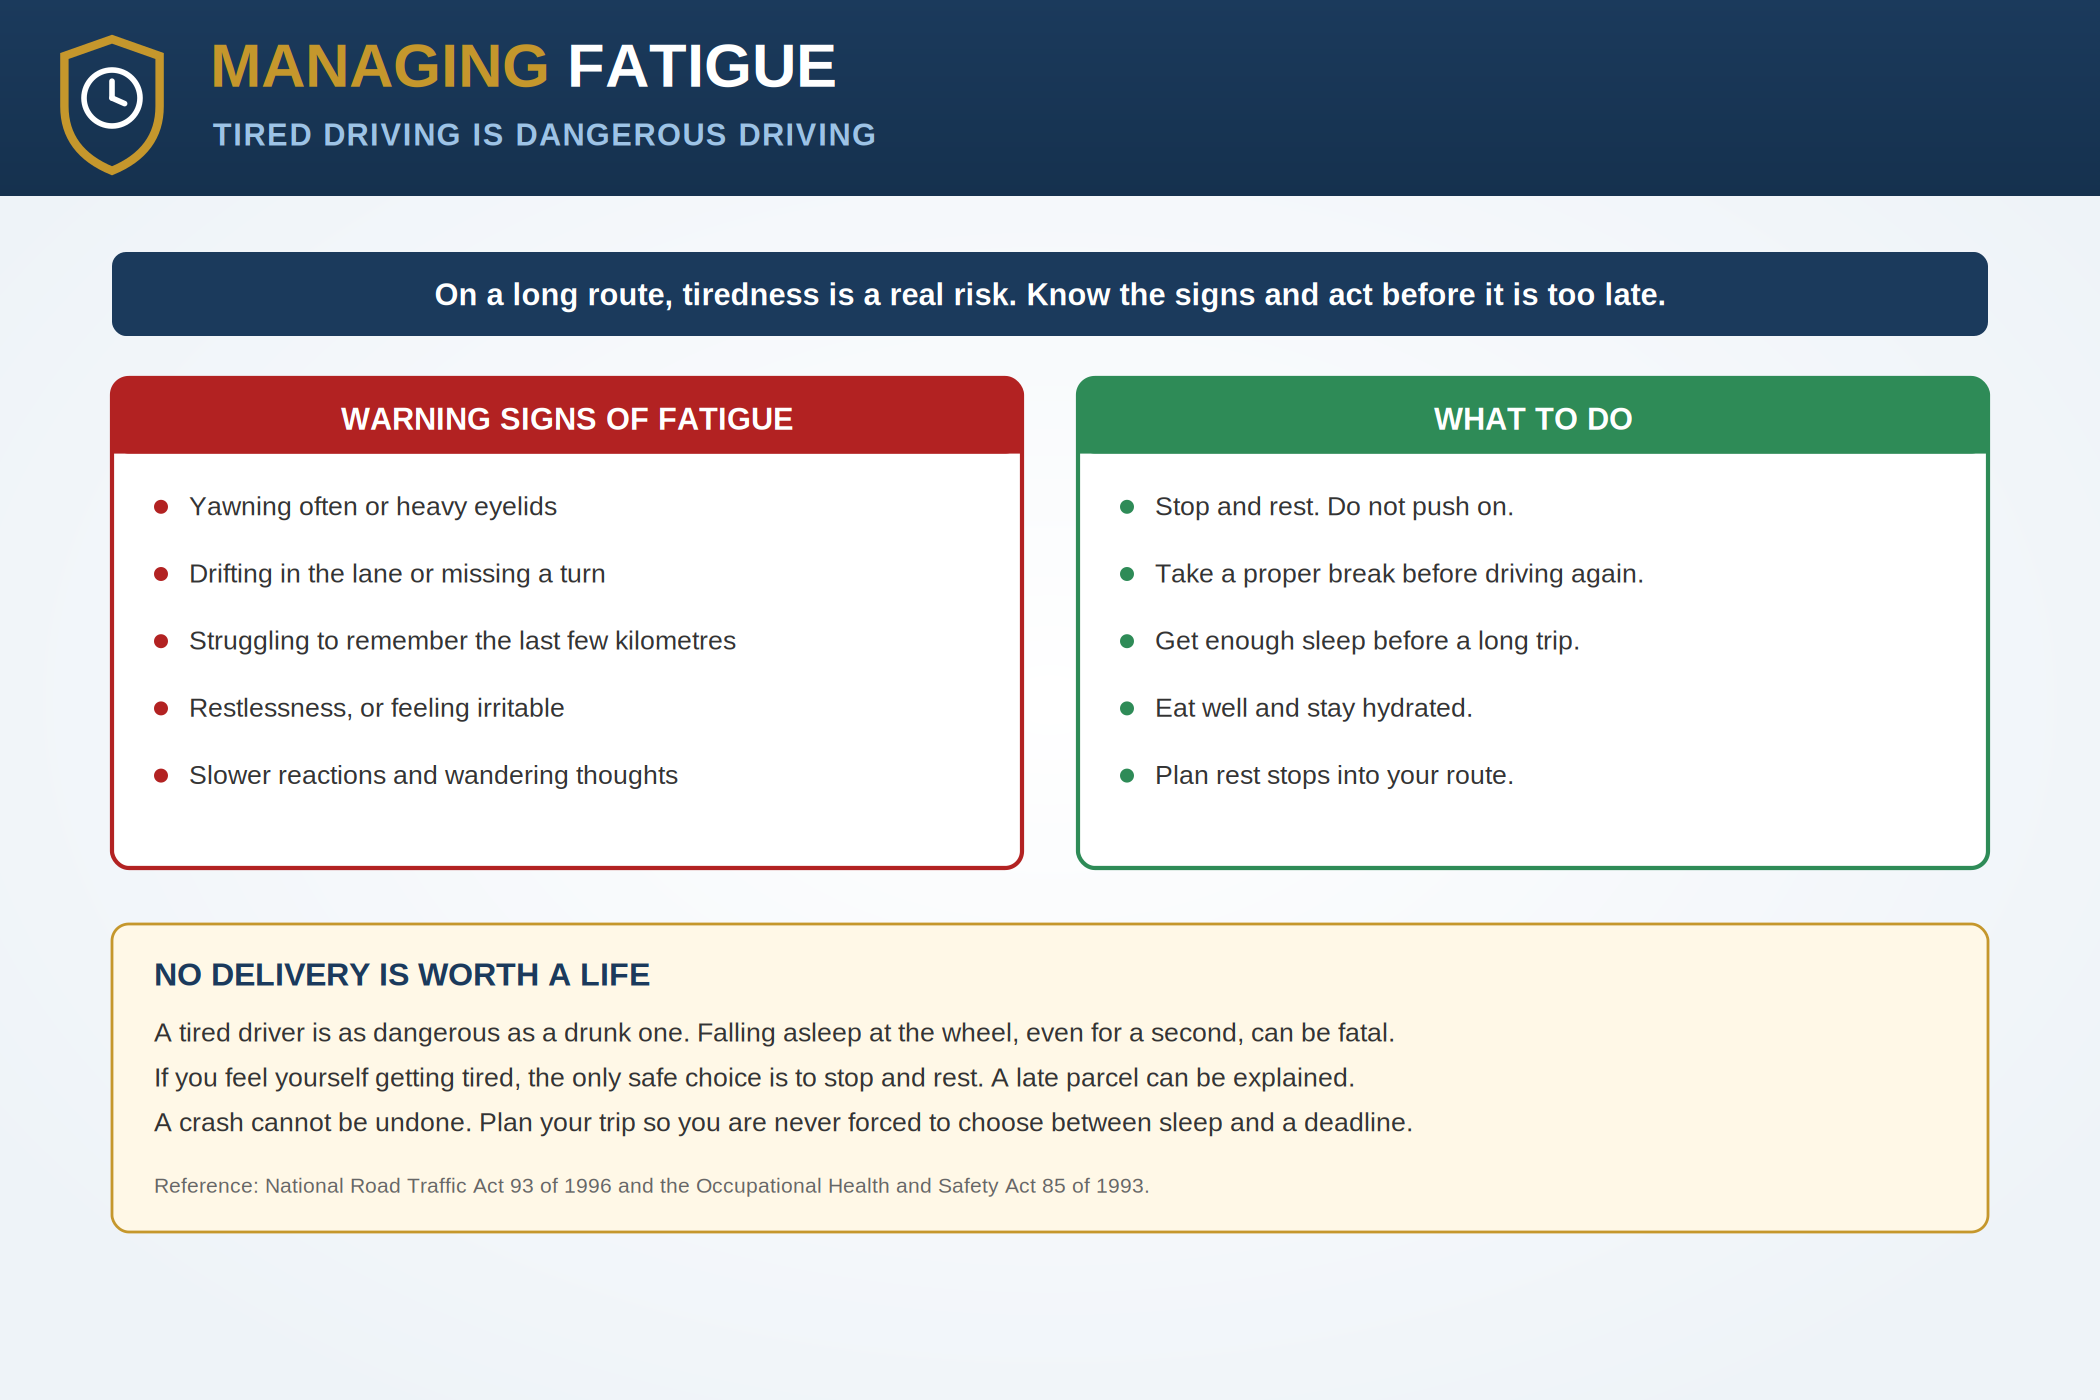 MANAGING FATIGUE
TIRED DRIVING IS DANGEROUS DRIVING
On a long route, tiredness is a real risk. Know the signs and act before it is too late.
WARNING SIGNS OF FATIGUE
Yawning often or heavy eyelids
Drifting in the lane or missing a turn
Struggling to remember the last few kilometres
Restlessness, or feeling irritable
Slower reactions and wandering thoughts
WHAT TO DO
Stop and rest. Do not push on.
Take a proper break before driving again.
Get enough sleep before a long trip.
Eat well and stay hydrated.
Plan rest stops into your route.
NO DELIVERY IS WORTH A LIFE
A tired driver is as dangerous as a drunk one. Falling asleep at the wheel, even for a second, can be fatal.
If you feel yourself getting tired, the only safe choice is to stop and rest. A late parcel can be explained.
A crash cannot be undone. Plan your trip so you are never forced to choose between sleep and a deadline.
Reference: National Road Traffic Act 93 of 1996 and the Occupational Health and Safety Act 85 of 1993.